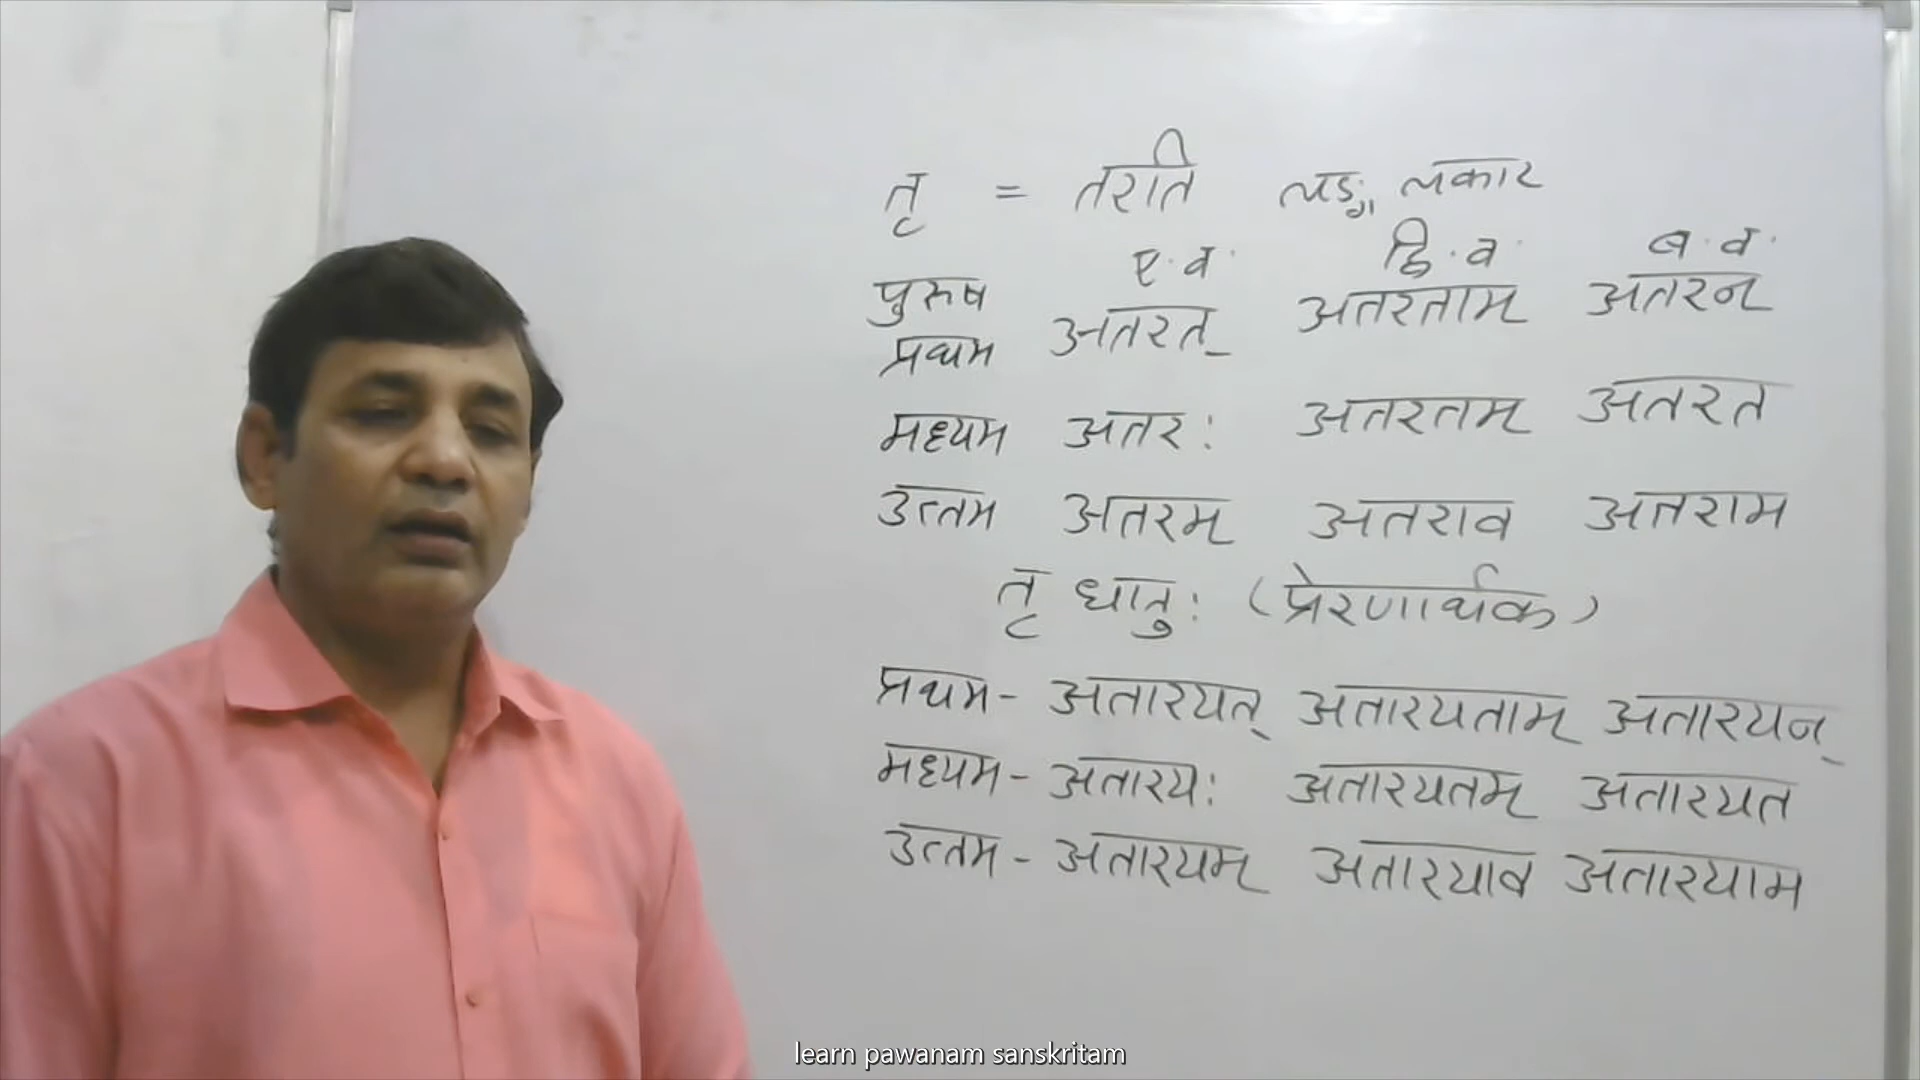 तृ = तरति लङ्ग लकार
पुरुष ए.व. द्वि.व. ब.व.
प्रथम अतरत् अतरताम् अतरन्
मध्यम अतरः अतरतम् अतरत
उत्तम अतरम् अतराव अतराम
तृ धातुः (प्रेरणार्थक)
प्रथम- अतारयत् अतारयताम् अतारयन्
मध्यम- अतारयः अतारयतम् अतारयत
उत्तम- अतारयम् अतारयाव अतारयाम
learn pawanam sanskritam